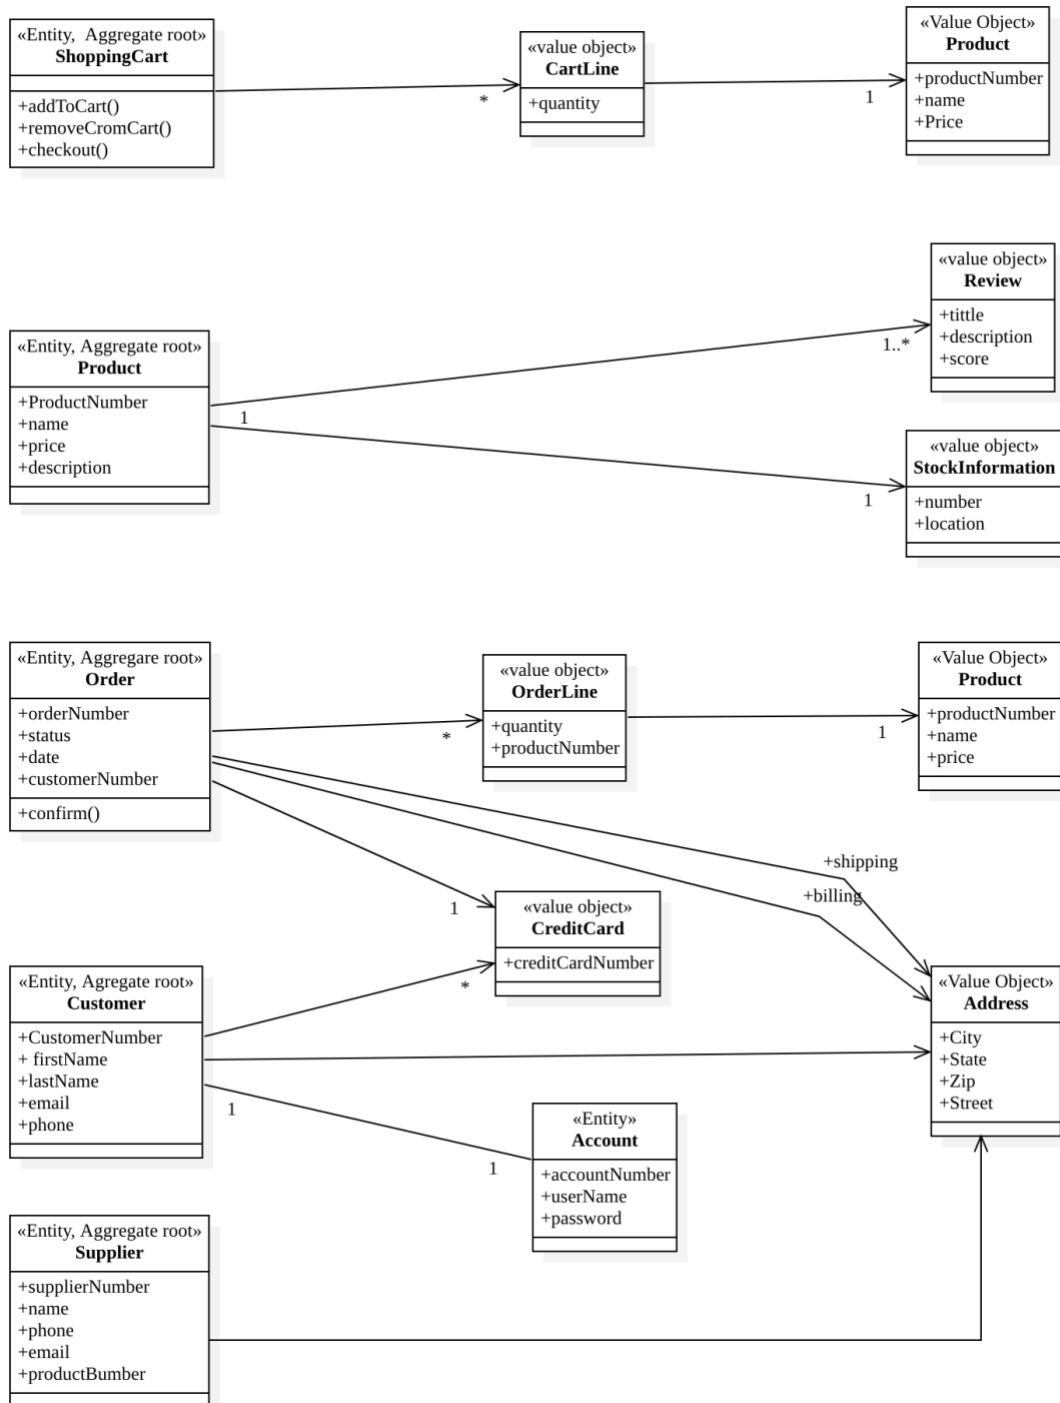 «Entity,  Aggregate root»
ShoppingCart
+addToCart()
+removeCromCart()
+checkout()
*
«value object»
CartLine
+quantity
1
«Value Object»
Product
+productNumber
+name
+Price
«Entity, Aggregate root»
Product
+ProductNumber
+name
+price
+description
1
1..*
«value object»
Review
+tittle
+description
+score
1
«value object»
StockInformation
+number
+location
«Entity, Aggregare root»
Order
+orderNumber
+status
+date
+customerNumber
+confirm()
*
«value object»
OrderLine
+quantity
+productNumber
1
«Value Object»
Product
+productNumber
+name
+price
+shipping
+billing
1
«value object»
CreditCard
+creditCardNumber
*
«Entity, Agregate root»
Customer
+CustomerNumber
+ firstName
+lastName
+email
+phone
1
1
«Entity»
Account
+accountNumber
+userName
+password
«Value Object»
Address
+City
+State
+Zip
+Street
«Entity, Aggregate root»
Supplier
+supplierNumber
+name
+phone
+email
+productBumber